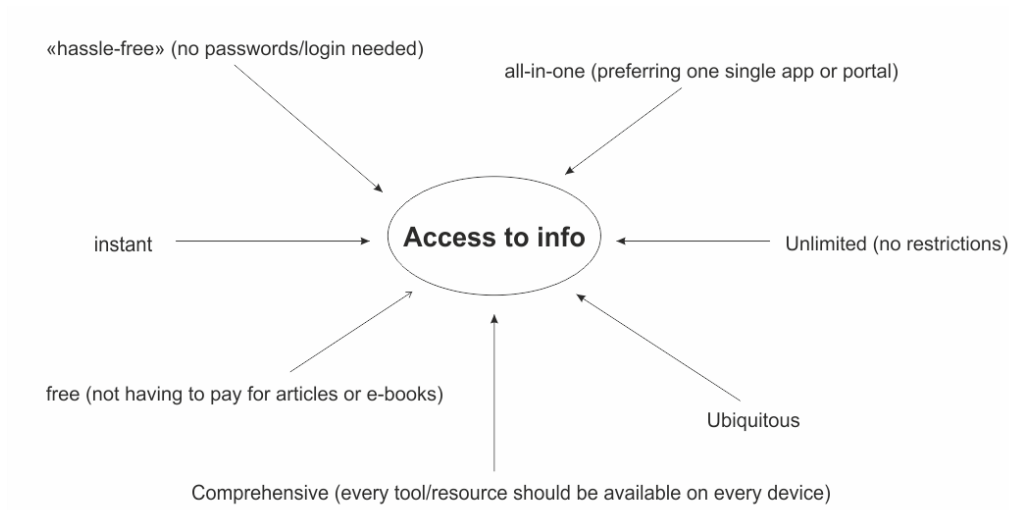 «hassle-free» (no passwords/login needed)
all-in-one (preferring one single app or portal)
Access to info
instant
Unlimited (no restrictions)
free (not having to pay for articles or e-books)
Ubiquitous
Comprehensive (every tool/resource should be available on every device)